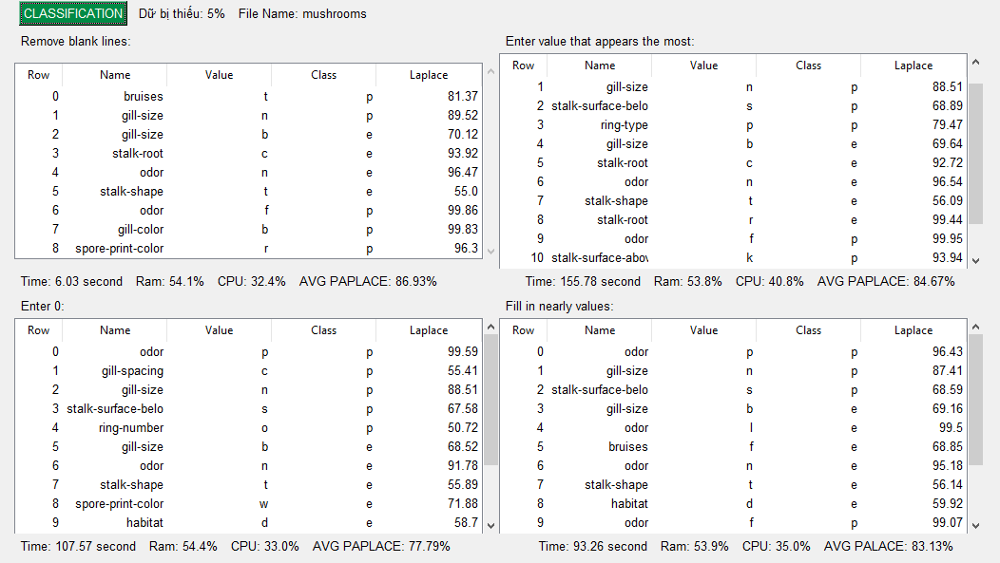 CLASSIFICATION Dữ bị thiếu: 5% File Name: mushrooms
Remove blank lines:
Row Name Value Class Laplace
0 bruises t p 81.37
1 gill-size n p 89.52
2 gill-size b e 70.12
3 stalk-root c e 93.92
4 odor n e 96.47
5 stalk-shape t e 55.0
6 odor f p 99.86
7 gill-color b p 99.83
8 spore-print-color r p 96.3
Time: 6.03 second Ram: 54.1% CPU: 32.4% AVG PAPLACE: 86.93%
Enter value that appears the most:
Row Name Value Class Laplace
1 gill-size n p 88.51
2 stalk-surface-belo s p 68.89
3 ring-type p p 79.47
4 gill-size b e 69.64
5 stalk-root c e 92.72
6 odor n e 96.54
7 stalk-shape t e 56.09
8 stalk-root r e 99.44
9 odor f p 99.95
10 stalk-surface-abov k p 93.94
Time: 155.78 second Ram: 53.8% CPU: 40.8% AVG PAPLACE: 84.67%
Enter 0:
Row Name Value Class Laplace
0 odor p p 99.59
1 gill-spacing c p 55.41
2 gill-size n p 88.51
3 stalk-surface-belo s p 67.58
4 ring-number o p 50.72
5 gill-size b e 68.52
6 odor n e 91.78
7 stalk-shape t e 55.89
8 spore-print-color w e 71.88
9 habitat d e 58.7
Time: 107.57 second Ram: 54.4% CPU: 33.0% AVG PAPLACE: 77.79%
Fill in nearly values:
Row Name Value Class Laplace
0 odor p p 96.43
1 gill-size n p 87.41
2 stalk-surface-belo s p 68.59
3 gill-size b e 69.16
4 odor l e 99.5
5 bruises f e 68.85
6 odor n e 95.18
7 stalk-shape t e 56.14
8 habitat d e 59.92
9 odor f p 99.07
Time: 93.26 second Ram: 53.9% CPU: 35.0% AVG PALACE: 83.13%